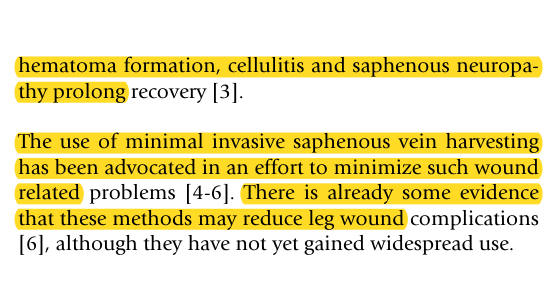 hematoma formation, cellulitis and saphenous neuropa-
thy prolong recovery [3].
The use of minimal invasive saphenous vein harvesting
has been advocated in an effort to minimize such wound
related problems [4-6]. There is already some evidence
that these methods may reduce leg wound complications
[6], although they have not yet gained widespread use.